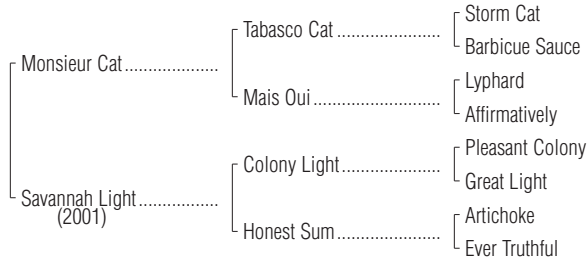 Storm Cat
Tabasco Cat ......................
Barbicue Sauce
Monsieur Cat ....................
Lyphard
Mais Oui ...........................
Affirmatively
Pleasant Colony
Colony Light .....................
Great Light
Savannah Light .................
(2001)
Artichoke
Honest Sum ......................
Ever Truthful